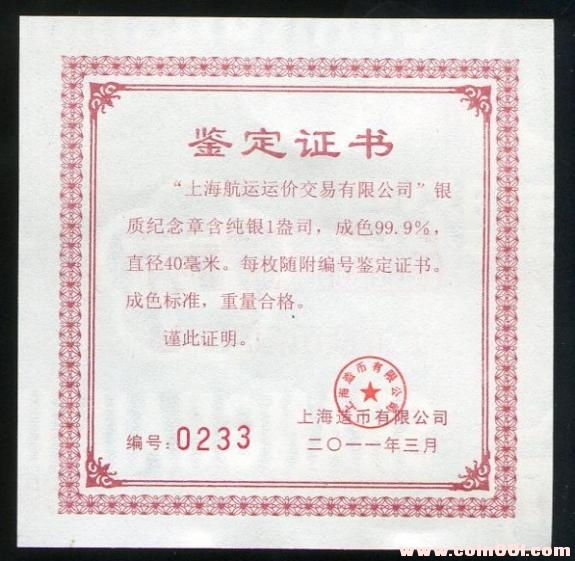 鉴定证书
“上海航运运价交易有限公司”银
质纪念章含纯银1盎司，成色99.9%，
直径40毫米。每枚随附编号鉴定证书。
成色标准，重量合格。
谨此证明。
上海造币有限公司
上海造币有限公司
编号：0233
二〇一一年三月
www.com001.com